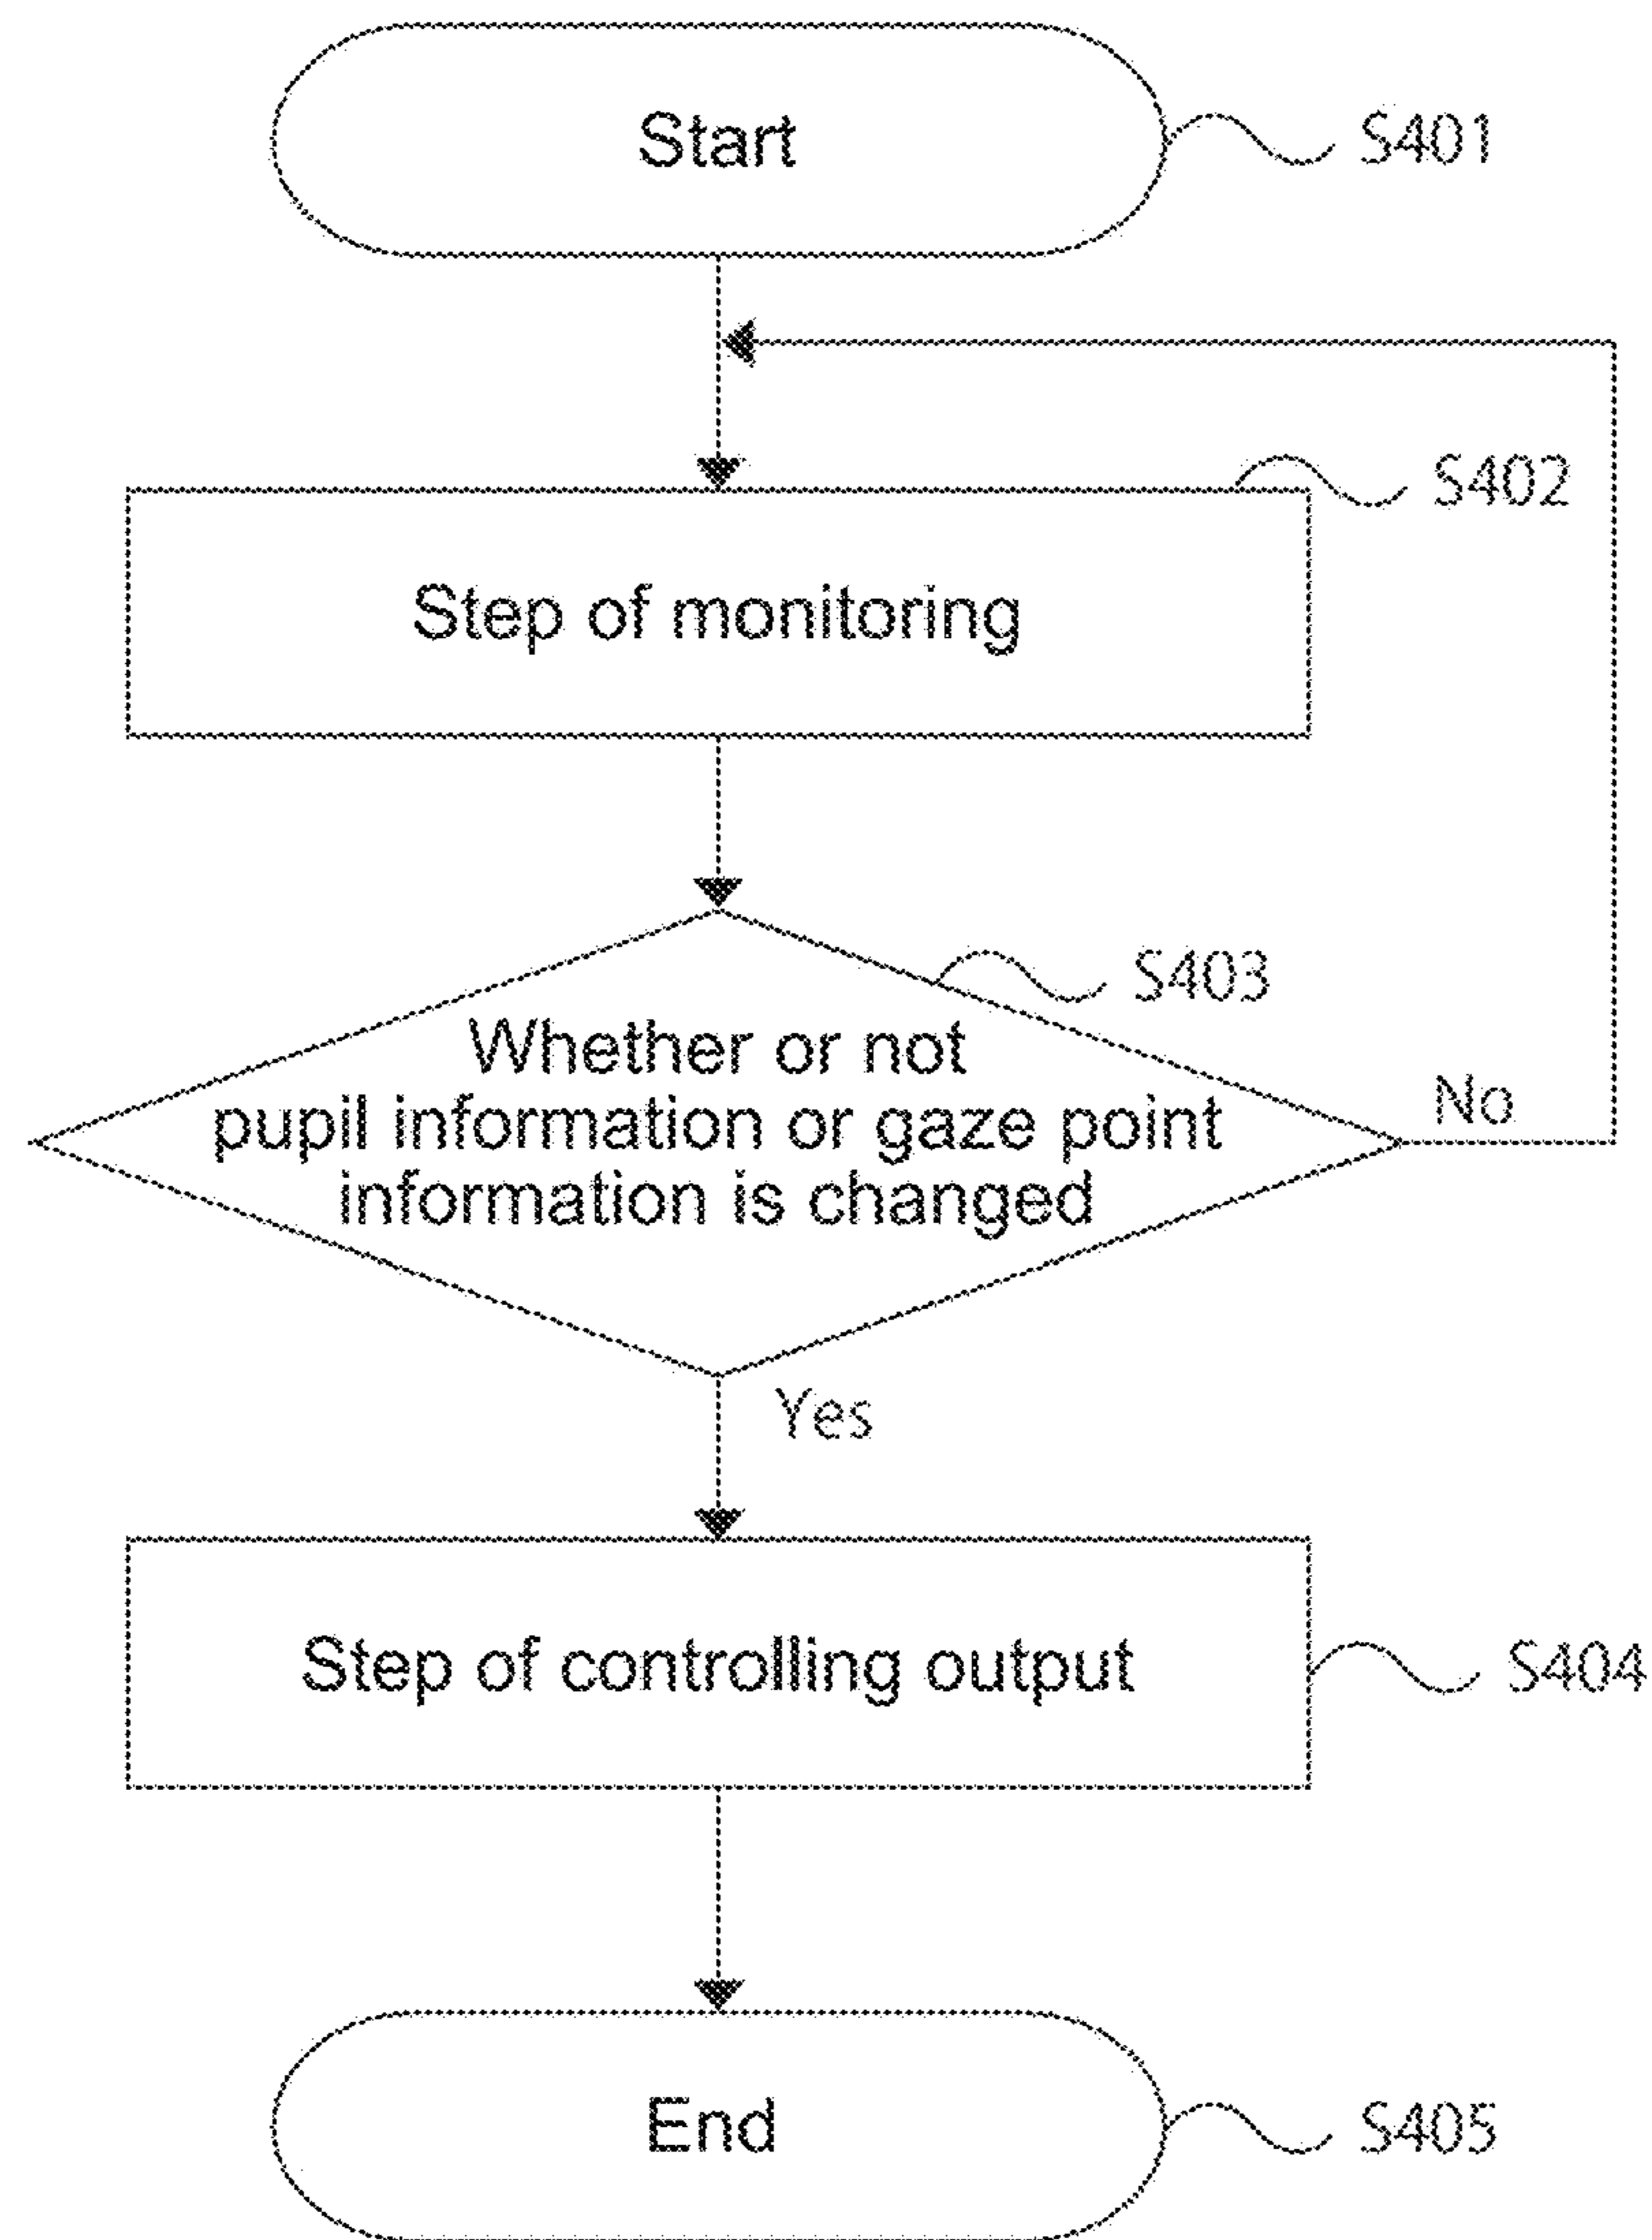 Start
S401
S402
Step of monitoring
S403
Whether or not
pupil information or gaze point
information is changed
No
Yes
Step of controlling output
S404
End
S405